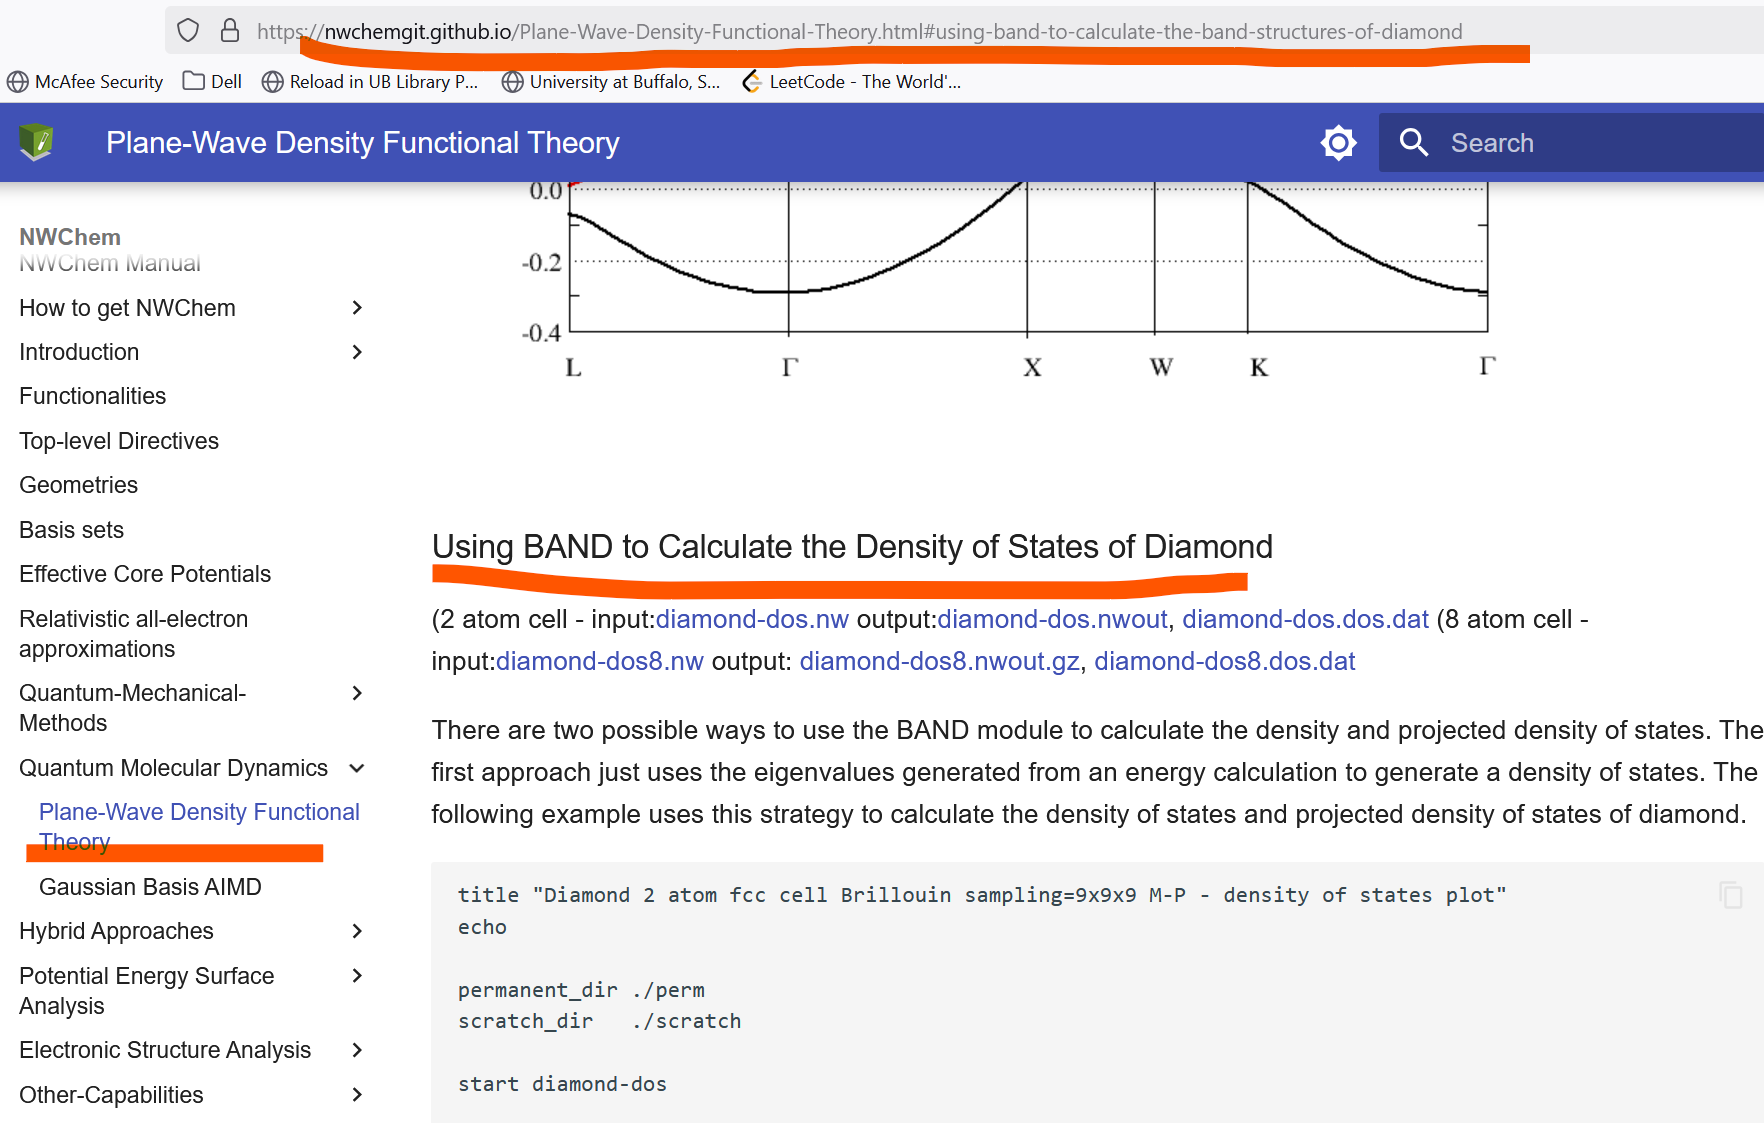 https://nwchemgit.github.io/Plane-Wave-Density-Functional-Theory.html#using-band-to-calculate-the-band-structures-of-diamond
McAfee Security Dell Reload in UB Library P... University at Buffalo, S... LeetCode - The World'...
Plane-Wave Density Functional Theory
Search
NWChem
NWChem Manual
How to get NWChem
Introduction
Functionalities
Top-level Directives
Geometries
Basis sets
Effective Core Potentials
Relativistic all-electron
approximations
Quantum-Mechanical-
Methods
Quantum Molecular Dynamics
Plane-Wave Density Functional
Theory
Gaussian Basis AIMD
Hybrid Approaches
Potential Energy Surface
Analysis
Electronic Structure Analysis
Other-Capabilities
0.0
-0.2
-0.4
L Γ X W K Γ
Using BAND to Calculate the Density of States of Diamond
(2 atom cell - input:diamond-dos.nw output:diamond-dos.nwout, diamond-dos.dos.dat (8 atom cell -
input:diamond-dos8.nw output: diamond-dos8.nwout.gz, diamond-dos8.dos.dat
There are two possible ways to use the BAND module to calculate the density and projected density of states. The
first approach just uses the eigenvalues generated from an energy calculation to generate a density of states. The
following example uses this strategy to calculate the density of states and projected density of states of diamond.
title "Diamond 2 atom fcc cell Brillouin sampling=9x9x9 M-P - density of states plot"
echo
permanent_dir ./perm
scratch_dir ./scratch
start diamond-dos